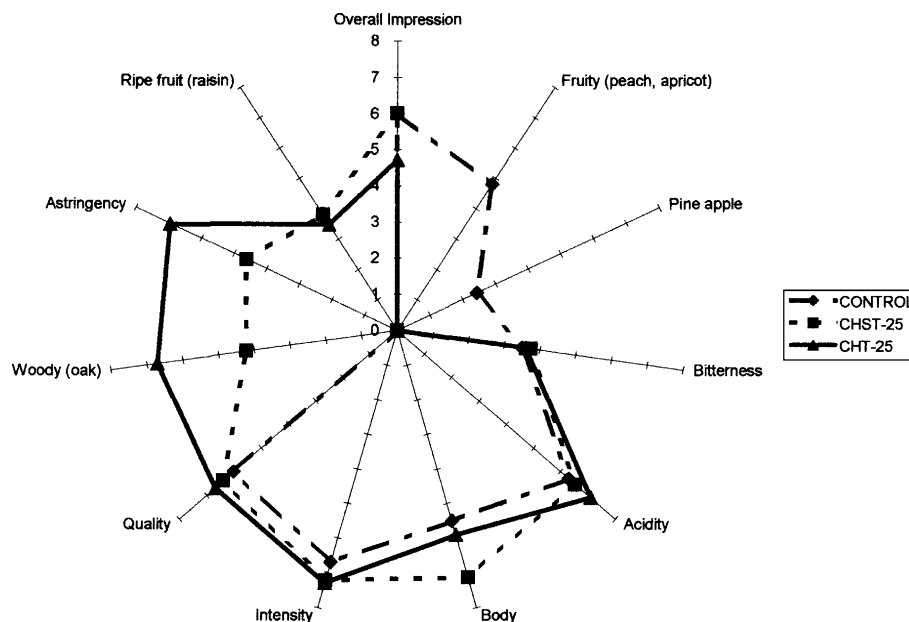 Overall Impression
8
7
6
5
4
3
2
1
0
Ripe fruit (raisin)
Fruity (peach, apricot)
Astringency
Pine apple
Woody (oak)
Bitterness
Quality
Acidity
Intensity
Body
CONTROL
CHST-25
CHT-25